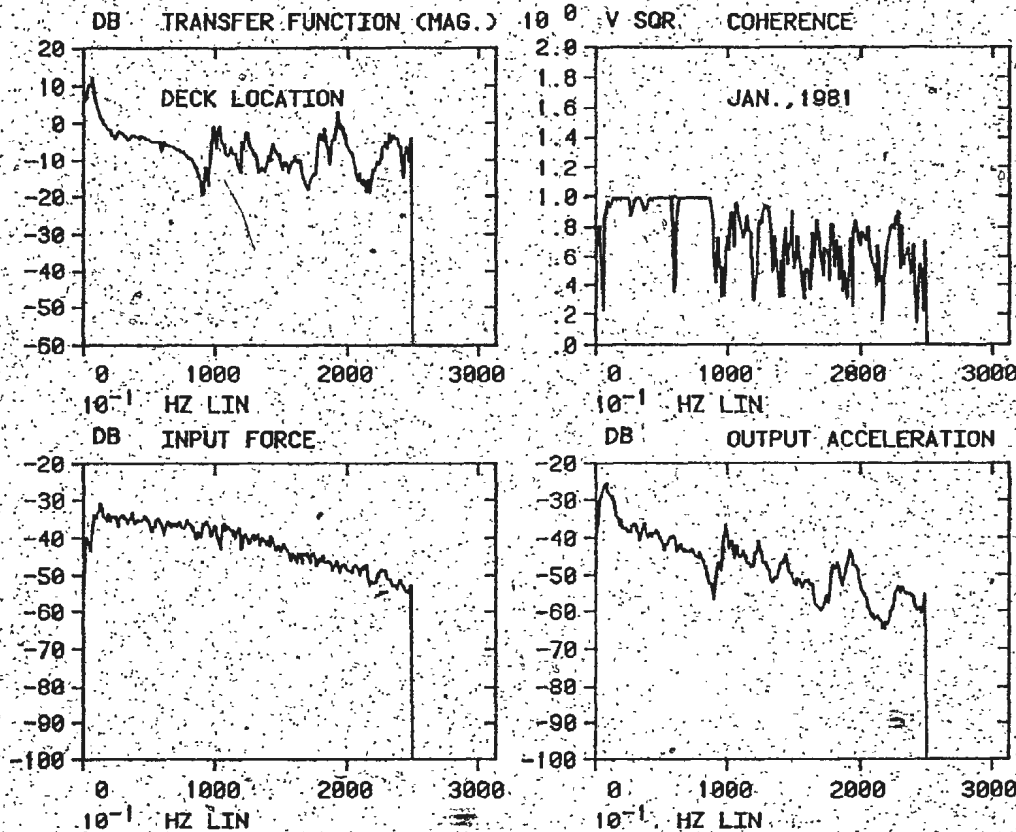 DB TRANSFER FUNCTION (MAG.)
20
10
0
-10
-20
-30
-40
-50
-60
DECK LOCATION
0 1000 2000 3000
10⁻¹ HZ LIN
10 0 V SQR. COHERENCE
2.0
1.8
1.6
1.4
1.2
1.0
.8
.6
.4
.2
.0
JAN., 1981
0 1000 2800 3000
10⁻¹ HZ LIN
DB INPUT FORCE
-20
-30
-40
-50
-60
-70
-80
-90
-100
0 1000 2000 3000
10⁻¹ HZ LIN
DB OUTPUT ACCELERATION
-20
-30
-40
-50
-60
-70
-80
-90
-100
0 1000 2000 3000
10⁻¹ HZ LIN